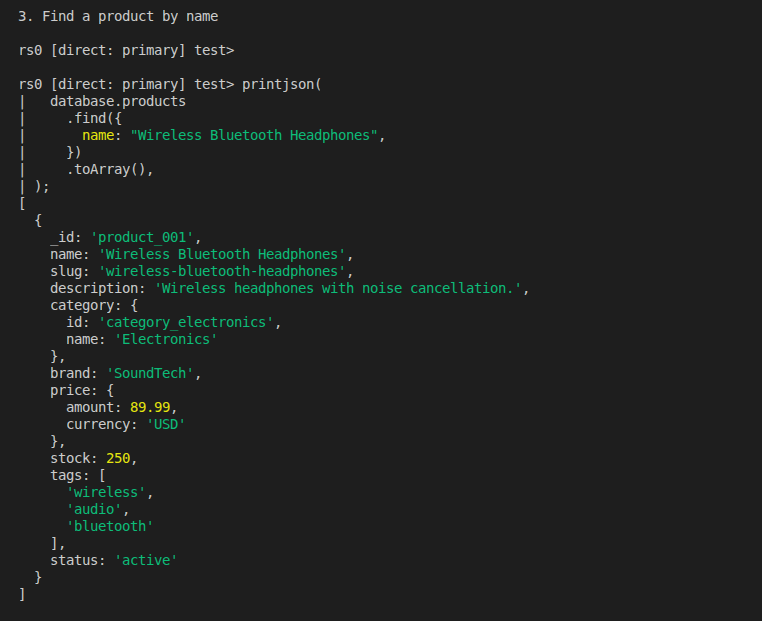 3. Find a product by name
rs0 [direct: primary] test>
rs0 [direct: primary] test> printjson(
|   database.products
|     .find({
|       name: "Wireless Bluetooth Headphones",
|     })
|     .toArray(),
| );
[
  {
    _id: 'product_001',
    name: 'Wireless Bluetooth Headphones',
    slug: 'wireless-bluetooth-headphones',
    description: 'Wireless headphones with noise cancellation.',
    category: {
      id: 'category_electronics',
      name: 'Electronics'
    },
    brand: 'SoundTech',
    price: {
      amount: 89.99,
      currency: 'USD'
    },
    stock: 250,
    tags: [
      'wireless',
      'audio',
      'bluetooth'
    ],
    status: 'active'
  }
]